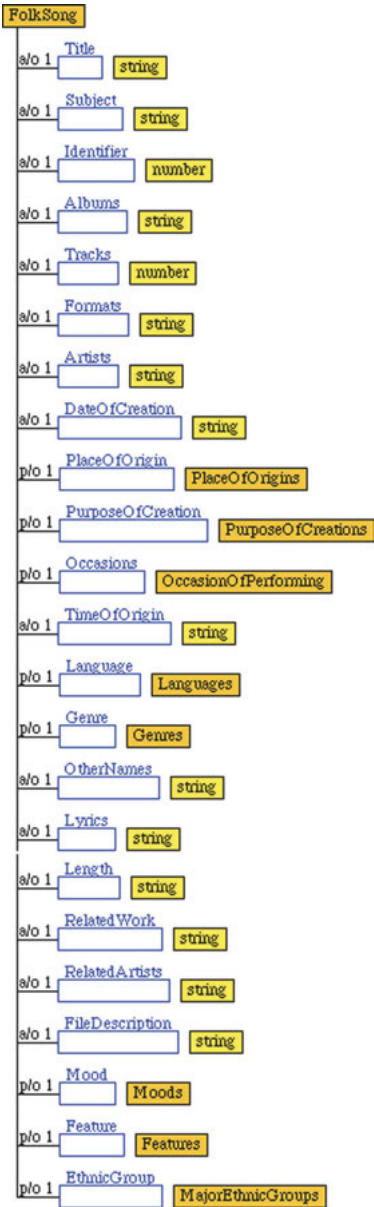 FolkSong
a/o 1 Title string
a/o 1 Subject string
a/o 1 Identifier number
a/o 1 Albums string
a/o 1 Tracks number
a/o 1 Formats string
a/o 1 Artists string
a/o 1 DateOfCreation string
p/o 1 PlaceOfOrigin PlaceOfOrigins
p/o 1 PurposeOfCreation PurposeOfCreations
p/o 1 Occasions OccasionOfPerforming
a/o 1 TimeOfOrigin string
p/o 1 Language Languages
p/o 1 Genre Genres
a/o 1 OtherNames string
a/o 1 Lyrics string
a/o 1 Length string
a/o 1 RelatedWork string
a/o 1 RelatedArtists string
a/o 1 FileDescription string
p/o 1 Mood Moods
p/o 1 Feature Features
p/o 1 EthnicGroup MajorEthnicGroups